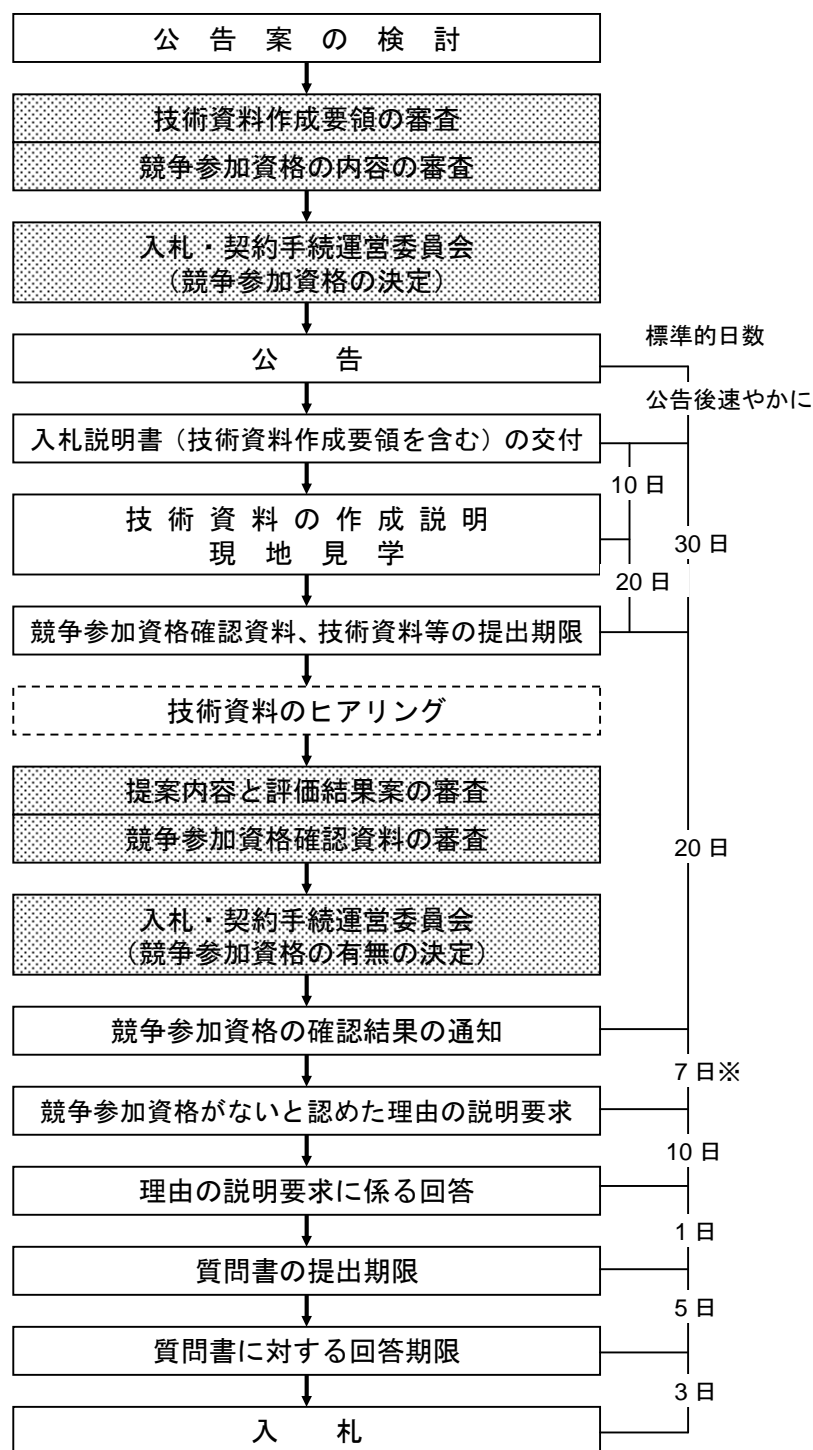 公告案の検討
技術資料作成要領の審査
競争参加資格の内容の審査
入札・契約手続運営委員会
（競争参加資格の決定）
標準的日数
公告
公告後速やかに
入札説明書（技術資料作成要領を含む）の交付
10 日
技術資料の作成説明
現地見学
30 日
20 日
競争参加資格確認資料、技術資料等の提出期限
技術資料のヒアリング
提案内容と評価結果案の審査
競争参加資格確認資料の審査
20 日
入札・契約手続運営委員会
（競争参加資格の有無の決定）
競争参加資格の確認結果の通知
7 日※
競争参加資格がないと認めた理由の説明要求
10 日
理由の説明要求に係る回答
1 日
質問書の提出期限
5 日
質問書に対する回答期限
3 日
入札